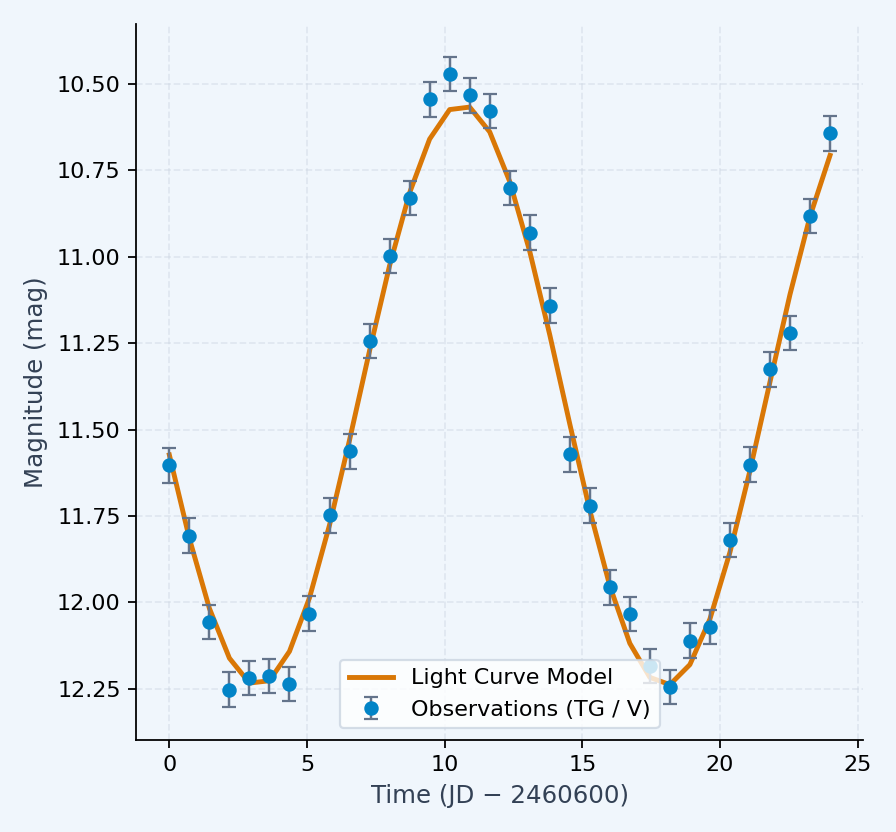 10.50
10.75
11.00
11.25
11.50
11.75
12.00
12.25
Magnitude (mag)
Light Curve Model
Observations (TG / V)
0 5 10 15 20 25
Time (JD − 2460600)